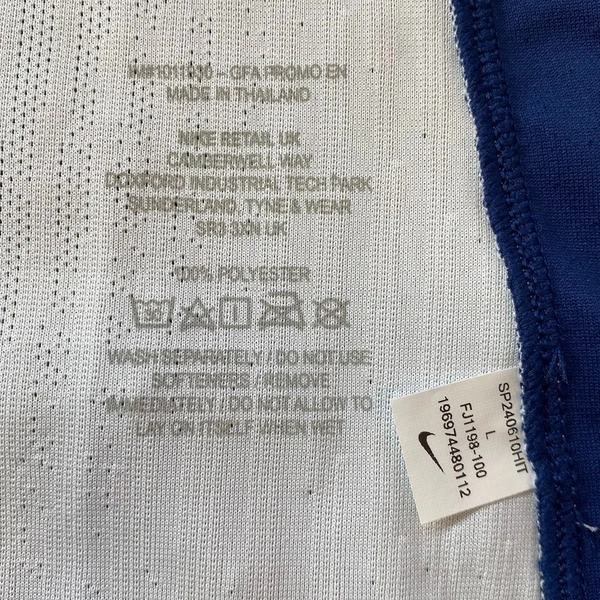 IM#1011230 – GFA PROMO EN
MADE IN THAILAND
NIKE RETAIL UK
CAMBERWELL WAY
DOXFORD INDUSTRIAL TECH PARK
SUNDERLAND, TYNE & WEAR
SR3 3XN UK
100% POLYESTER
WASH SEPARATELY / DO NOT USE
SOFTENERS / REMOVE
IMMEDIATELY / DO NOT ALLOW TO
LAY ON ITSELF WHEN WET
SP240610HIT
L
FJ1198-100
196974480112